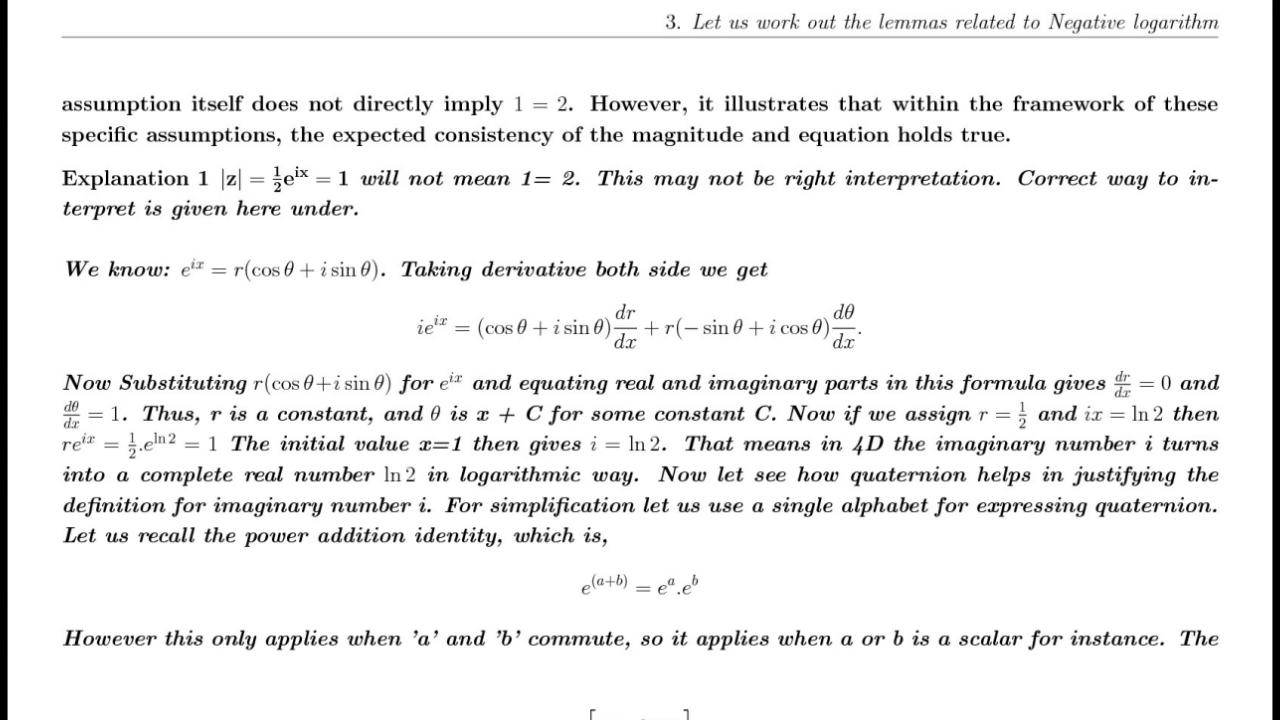 3. Let us work out the lemmas related to Negative logarithm
assumption itself does not directly imply 1 = 2. However, it illustrates that within the framework of these
specific assumptions, the expected consistency of the magnitude and equation holds true.
Explanation 1 |z| = ½e^{ix} = 1 will not mean 1= 2. This may not be right interpretation. Correct way to in-
terpret is given here under.
We know: e^{ix} = r(cos θ + i sin θ). Taking derivative both side we get
ie^{ix} = (cos θ + i sin θ) dr/dx + r(− sin θ + i cos θ) dθ/dx.
Now Substituting r(cos θ+i sin θ) for e^{ix} and equating real and imaginary parts in this formula gives dr/dx = 0 and
dθ/dx = 1. Thus, r is a constant, and θ is x + C for some constant C. Now if we assign r = ½ and ix = ln 2 then
re^{ix} = ½.e^{ln 2} = 1 The initial value x=1 then gives i = ln 2. That means in 4D the imaginary number i turns
into a complete real number ln 2 in logarithmic way. Now let see how quaternion helps in justifying the
definition for imaginary number i. For simplification let us use a single alphabet for expressing quaternion.
Let us recall the power addition identity, which is,
e^{(a+b)} = e^a.e^b
However this only applies when 'a' and 'b' commute, so it applies when a or b is a scalar for instance. The